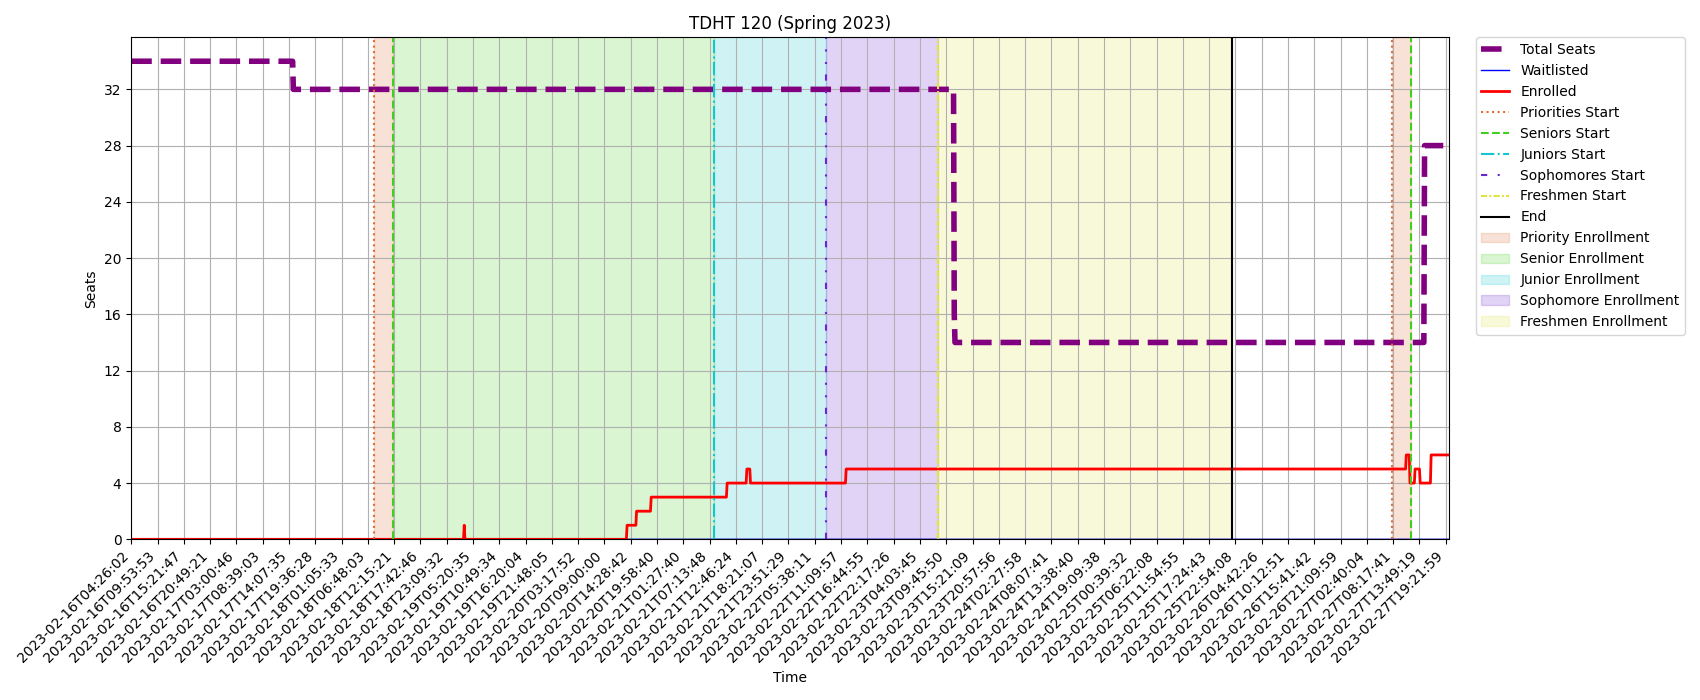 TDHT 120 (Spring 2023)
Seats
32
28
24
20
16
12
8
4
0
2023-02-16T04:26:02
2023-02-16T09:53:53
2023-02-16T15:21:47
2023-02-16T20:49:21
2023-02-17T03:00:46
2023-02-17T08:39:03
2023-02-17T14:07:35
2023-02-17T19:36:28
2023-02-18T01:05:33
2023-02-18T06:48:03
2023-02-18T12:15:21
2023-02-18T17:42:46
2023-02-18T23:09:32
2023-02-19T05:20:35
2023-02-19T10:49:34
2023-02-19T16:20:04
2023-02-19T21:48:05
2023-02-20T03:17:52
2023-02-20T09:00:00
2023-02-20T14:28:42
2023-02-20T19:58:40
2023-02-21T01:27:40
2023-02-21T07:13:48
2023-02-21T12:46:24
2023-02-21T18:21:07
2023-02-21T23:51:29
2023-02-22T05:38:11
2023-02-22T11:09:57
2023-02-22T16:44:55
2023-02-22T22:17:26
2023-02-23T04:03:45
2023-02-23T09:45:50
2023-02-23T15:21:09
2023-02-23T20:57:56
2023-02-24T02:27:58
2023-02-24T08:07:41
2023-02-24T13:38:40
2023-02-24T19:09:38
2023-02-25T00:39:32
2023-02-25T06:22:08
2023-02-25T11:54:55
2023-02-25T17:24:43
2023-02-25T22:54:08
2023-02-26T04:42:26
2023-02-26T10:12:51
2023-02-26T15:41:42
2023-02-26T21:09:59
2023-02-27T02:40:04
2023-02-27T08:17:41
2023-02-27T13:49:19
2023-02-27T19:21:59
Time
Total Seats
Waitlisted
Enrolled
Priorities Start
Seniors Start
Juniors Start
Sophomores Start
Freshmen Start
End
Priority Enrollment
Senior Enrollment
Junior Enrollment
Sophomore Enrollment
Freshmen Enrollment